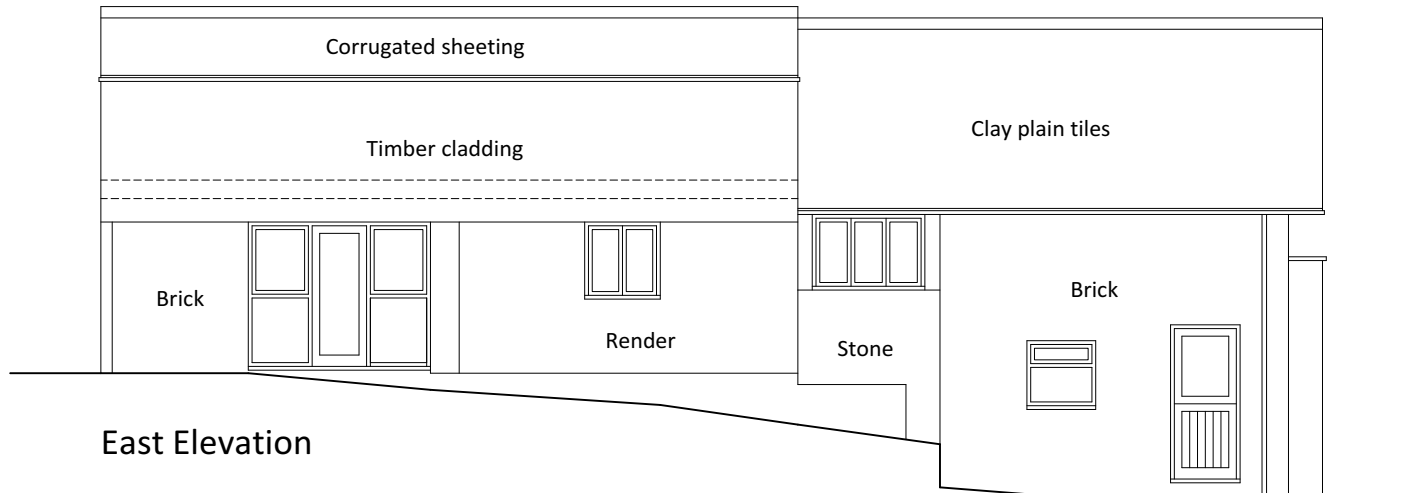 Corrugated sheeting
Clay plain tiles
Timber cladding
Brick
Brick
Render
Stone
East Elevation